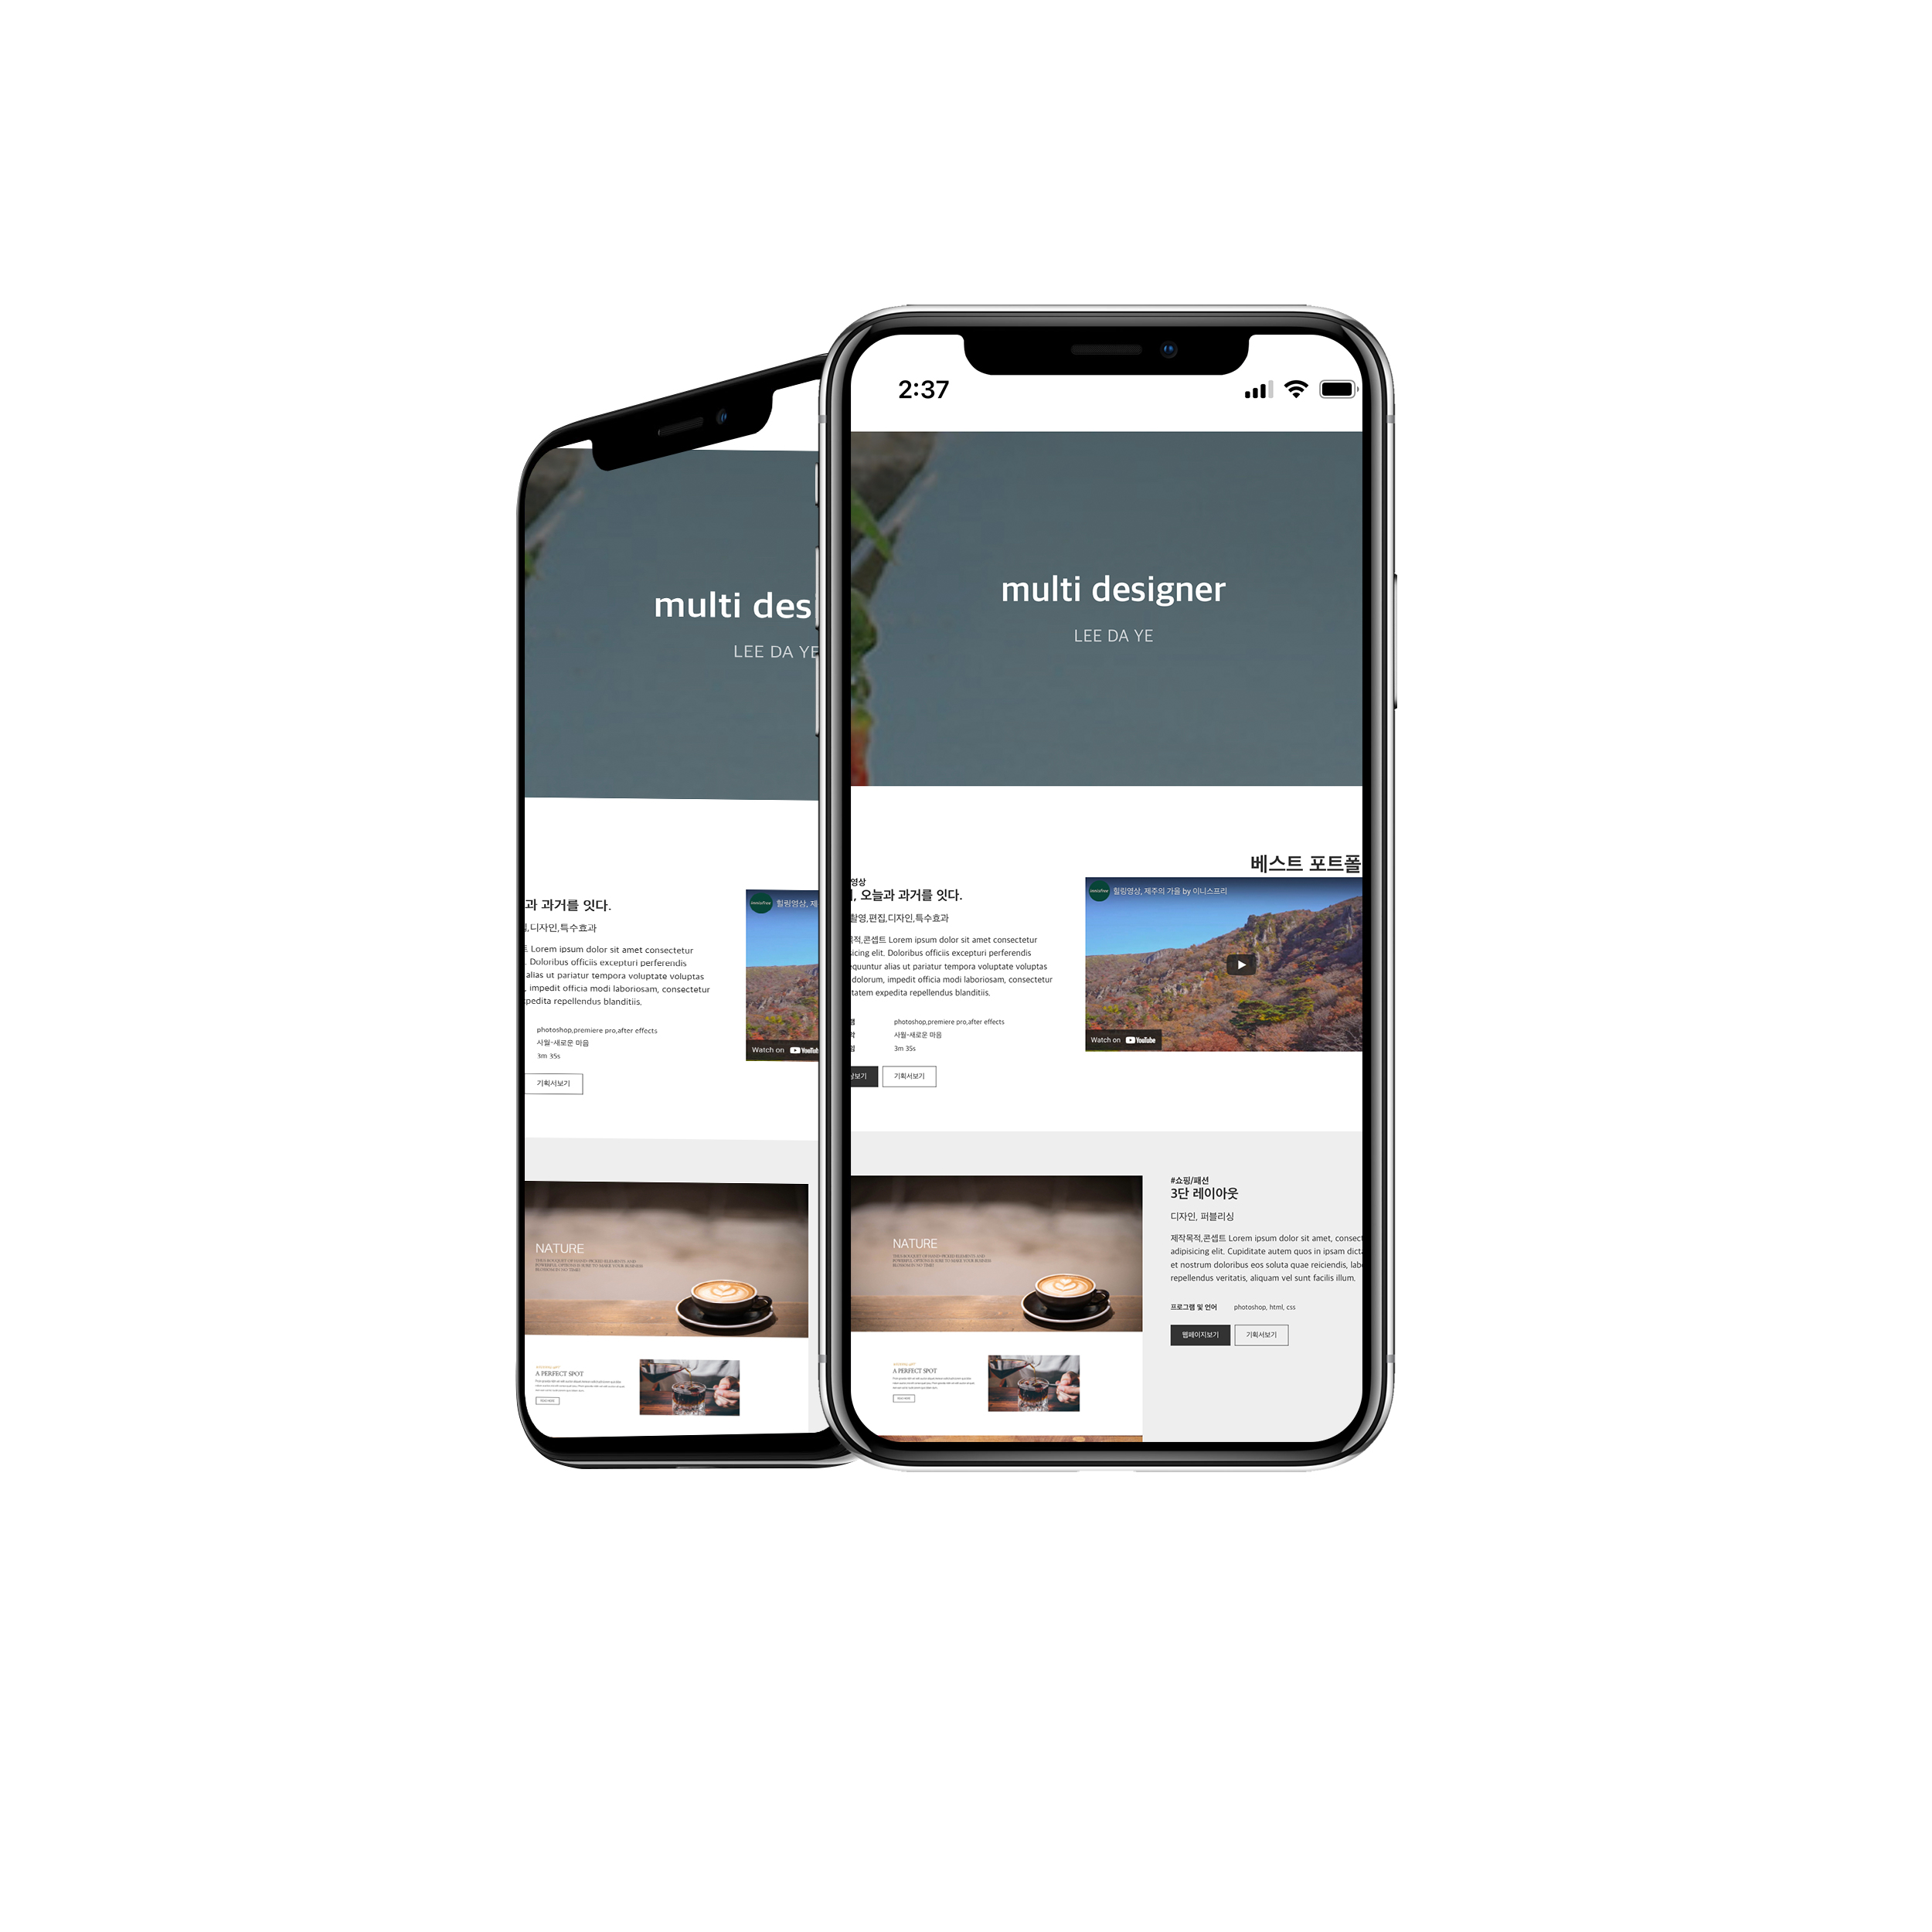 multi desi
LEE DA YE
과 과거를 잇다.
,디자인,특수효과
Lorem ipsum dolor sit amet consectetur
. Doloribus officiis excepturi perferendis
alias ut pariatur tempora voluptate voluptas
, impedit officia modi laboriosam, consectetur
pedita repellendus blanditiis.
photoshop,premiere pro,after effects
사월-새로운 마음
3m 35s
기획서보기
힐링영상, 제
Watch on YouTube
NATURE
A PERFECT SPOT
2:37
multi designer
LEE DA YE
베스트 포트폴
영상
, 오늘과 과거를 잇다.
촬영,편집,디자인,특수효과
목적,콘셉트 Lorem ipsum dolor sit amet consectetur
sicing elit. Doloribus officiis excepturi perferendis
equuntur alias ut pariatur tempora voluptate voluptas
dolorum, impedit officia modi laboriosam, consectetur
tatem expedita repellendus blanditiis.
photoshop,premiere pro,after effects
사월-새로운 마음
3m 35s
상보기
기획서보기
힐링영상, 제주의 가을 by 이니스프리
Watch on YouTube
NATURE
A PERFECT SPOT
#쇼핑/패션
3단 레이아웃
디자인, 퍼블리싱
제작목적,콘셉트 Lorem ipsum dolor sit amet, consect
adipisicing elit. Cupiditate autem quos in ipsam dicta
et nostrum doloribus eos soluta quae reiciendis, lab
repellendus veritatis, aliquam vel sunt facilis illum.
프로그램 및 언어 photoshop, html, css
웹페이지보기
기획서보기